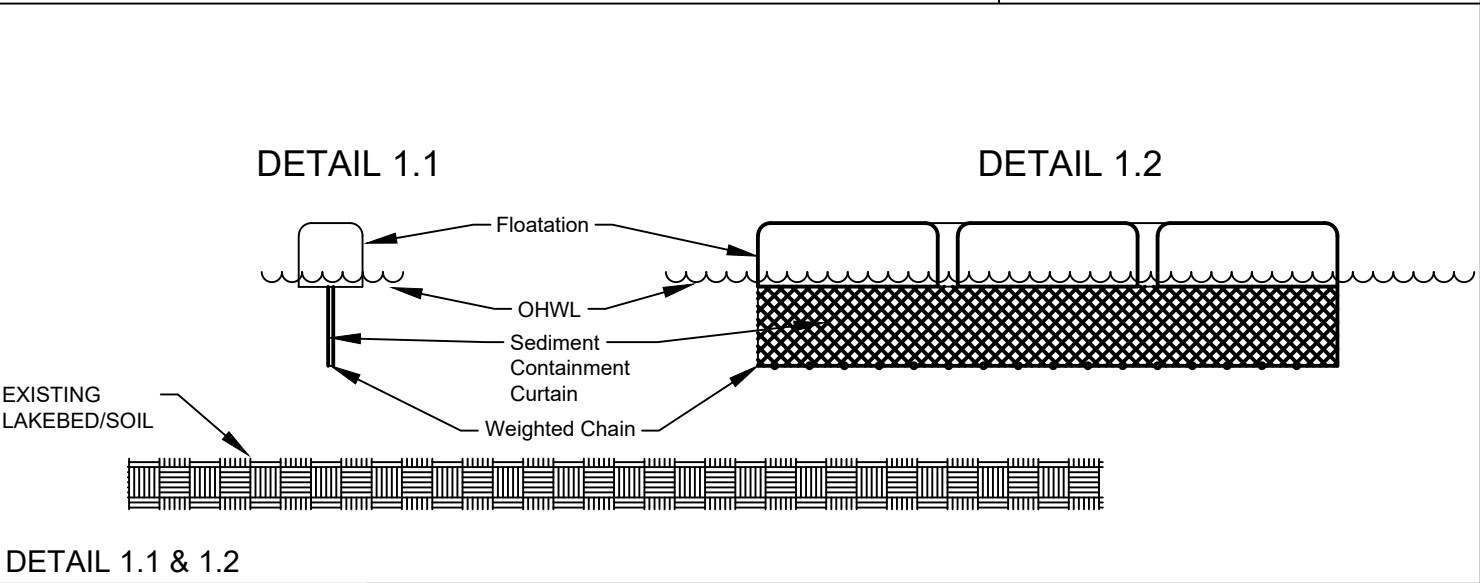 DETAIL 1.1
DETAIL 1.2
Floatation
OHWL
Sediment
Containment
Curtain
Weighted Chain
EXISTING
LAKEBED/SOIL
DETAIL 1.1 & 1.2